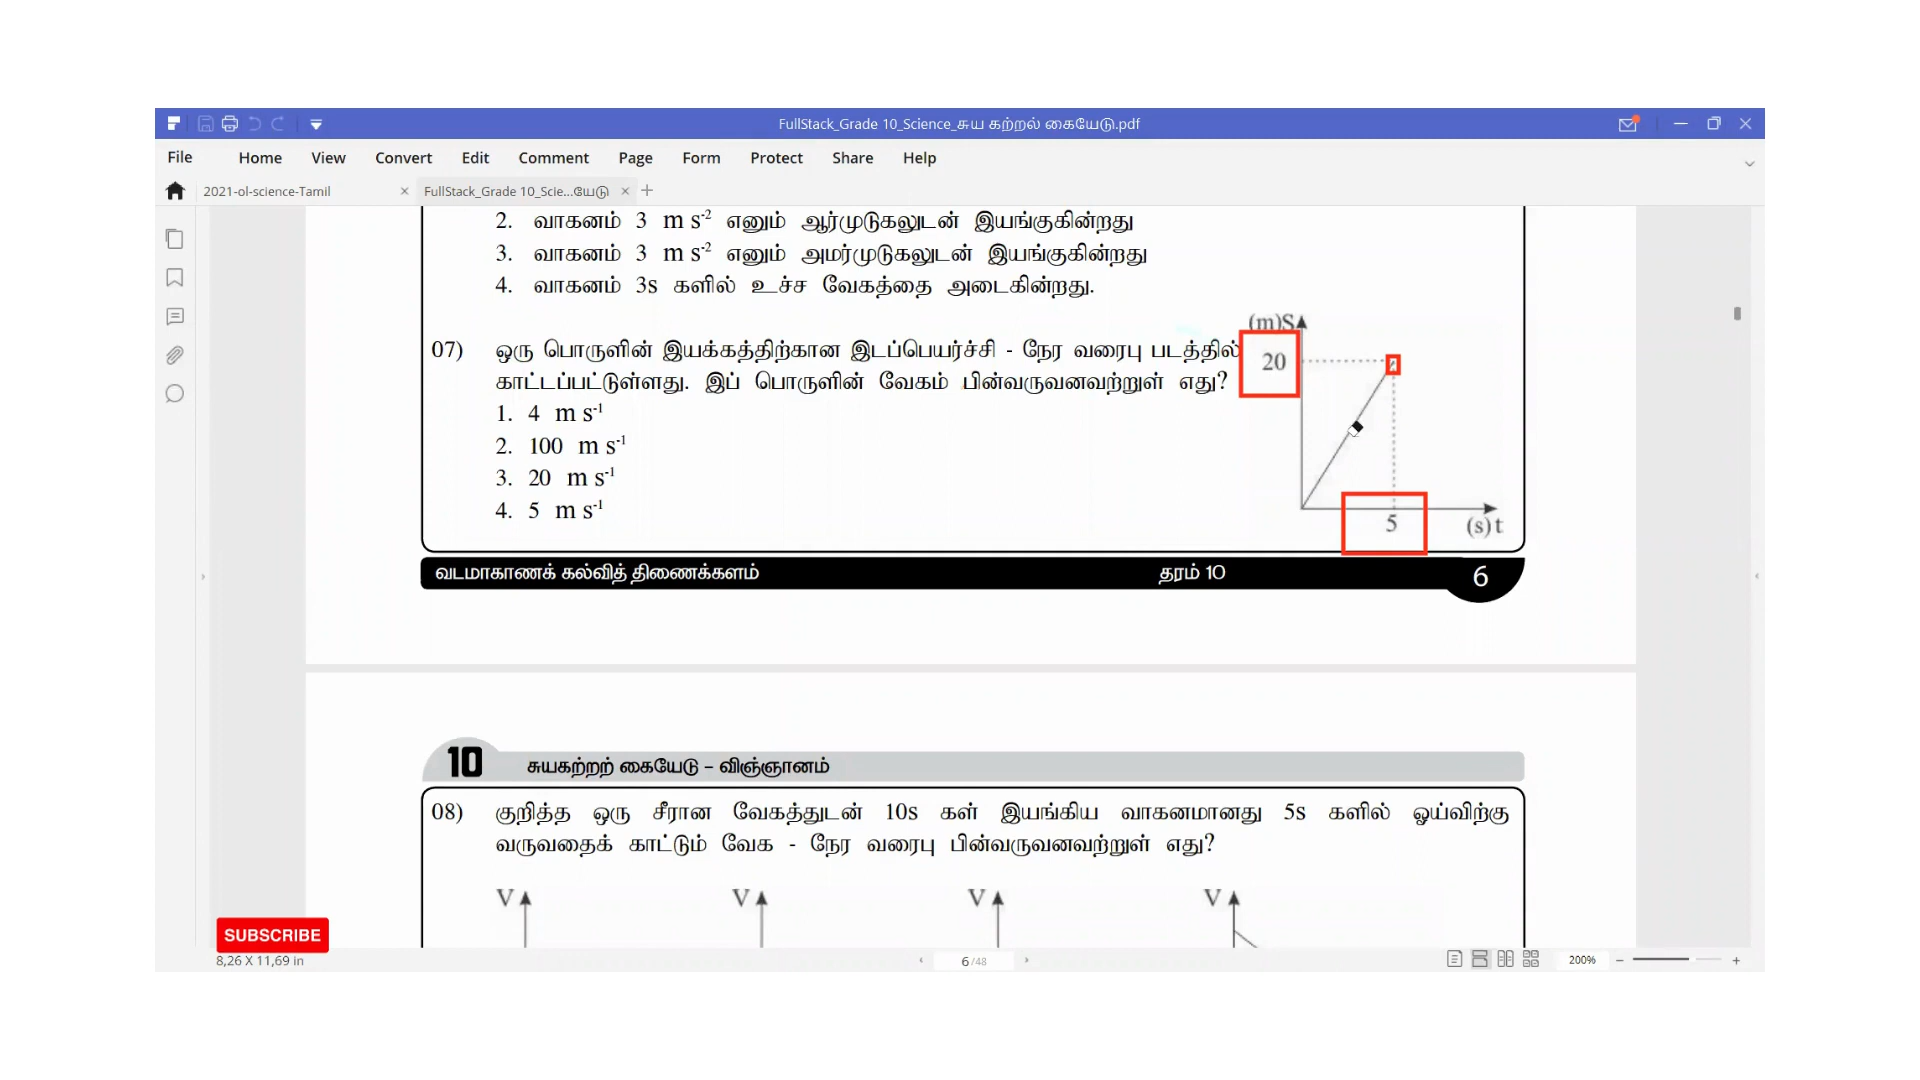 FullStack_Grade 10_Science_சுய கற்றல் கையேடு.pdf
File Home View Convert Edit Comment Page Form Protect Share Help
2021-ol-science-Tamil × FullStack_Grade 10_Scie...யேடு × +
2. வாகனம் 3 m s-2 எனும் ஆர்முடுகலுடன் இயங்குகின்றது
3. வாகனம் 3 m s-2 எனும் அமர்முடுகலுடன் இயங்குகின்றது
4. வாகனம் 3s களில் உச்ச வேகத்தை அடைகின்றது.
07) ஒரு பொருளின் இயக்கத்திற்கான இடப்பெயர்ச்சி - நேர வரைபு படத்தில்
காட்டப்பட்டுள்ளது. இப் பொருளின் வேகம் பின்வருவனவற்றுள் எது?
1. 4 m s-1
2. 100 m s-1
3. 20 m s-1
4. 5 m s-1
(m)S
20
5
(s) t
வடமாகாணக் கல்வித் திணைக்களம் தரம் 10 6
10 சுயகற்றற் கையேடு – விஞ்ஞானம்
08) குறித்த ஒரு சீரான வேகத்துடன் 10s கள் இயங்கிய வாகனமானது 5s களில் ஓய்விற்கு
வருவதைக் காட்டும் வேக - நேர வரைபு பின்வருவனவற்றுள் எது?
V V V V
SUBSCRIBE
8,26 X 11,69 in
6 /48
200%